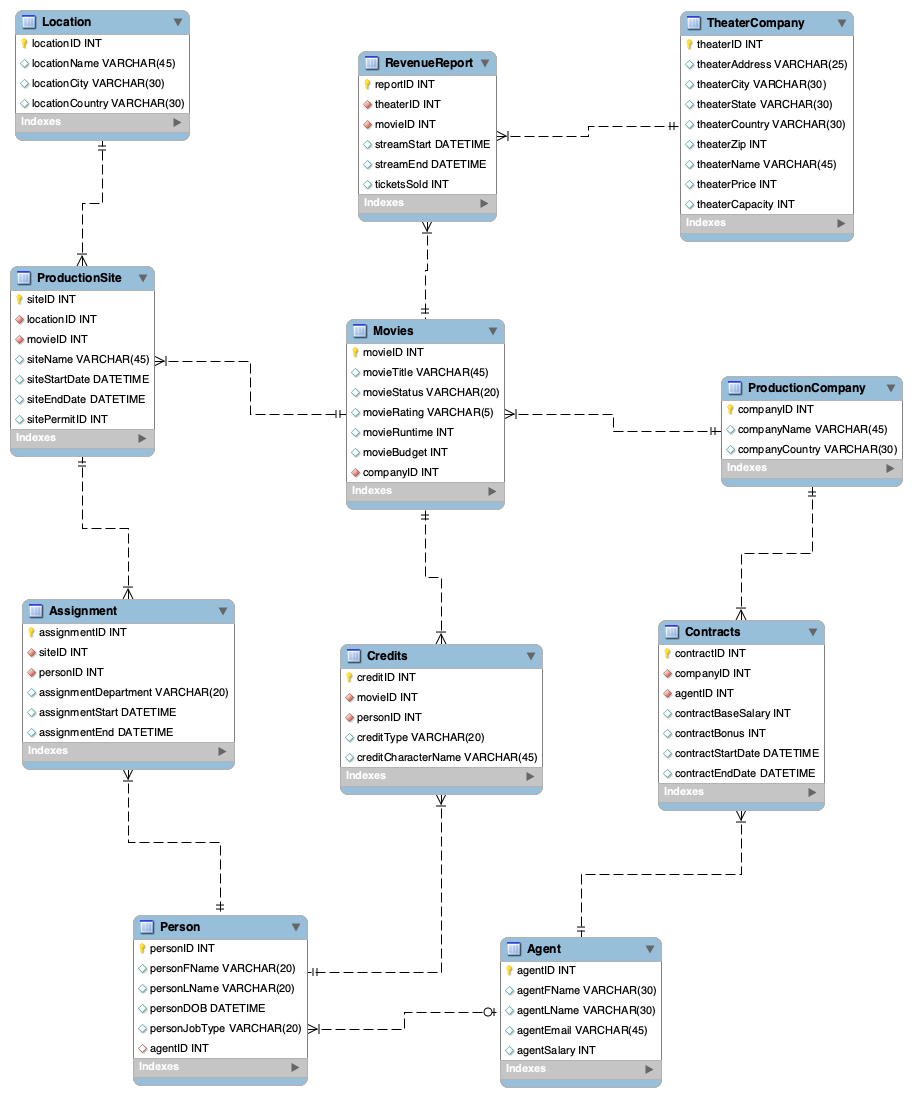 Location
locationID INT
locationName VARCHAR(45)
locationCity VARCHAR(30)
locationCountry VARCHAR(30)
Indexes
RevenueReport
reportID INT
theaterID INT
movieID INT
streamStart DATETIME
streamEnd DATETIME
ticketsSold INT
Indexes
TheaterCompany
theaterID INT
theaterAddress VARCHAR(25)
theaterCity VARCHAR(30)
theaterState VARCHAR(30)
theaterCountry VARCHAR(30)
theaterZip INT
theaterName VARCHAR(45)
theaterPrice INT
theaterCapacity INT
Indexes
ProductionSite
siteID INT
locationID INT
movieID INT
siteName VARCHAR(45)
siteStartDate DATETIME
siteEndDate DATETIME
sitePermitID INT
Indexes
Movies
movieID INT
movieTitle VARCHAR(45)
movieStatus VARCHAR(20)
movieRating VARCHAR(5)
movieRuntime INT
movieBudget INT
companyID INT
Indexes
ProductionCompany
companyID INT
companyName VARCHAR(45)
companyCountry VARCHAR(30)
Indexes
Assignment
assignmentID INT
siteID INT
personID INT
assignmentDepartment VARCHAR(20)
assignmentStart DATETIME
assignmentEnd DATETIME
Indexes
Credits
creditID INT
movieID INT
personID INT
creditType VARCHAR(20)
creditCharacterName VARCHAR(45)
Indexes
Contracts
contractID INT
companyID INT
agentID INT
contractBaseSalary INT
contractBonus INT
contractStartDate DATETIME
contractEndDate DATETIME
Indexes
Person
personID INT
personFName VARCHAR(20)
personLName VARCHAR(20)
personDOB DATETIME
personJobType VARCHAR(20)
agentID INT
Indexes
Agent
agentID INT
agentFName VARCHAR(30)
agentLName VARCHAR(30)
agentEmail VARCHAR(45)
agentSalary INT
Indexes